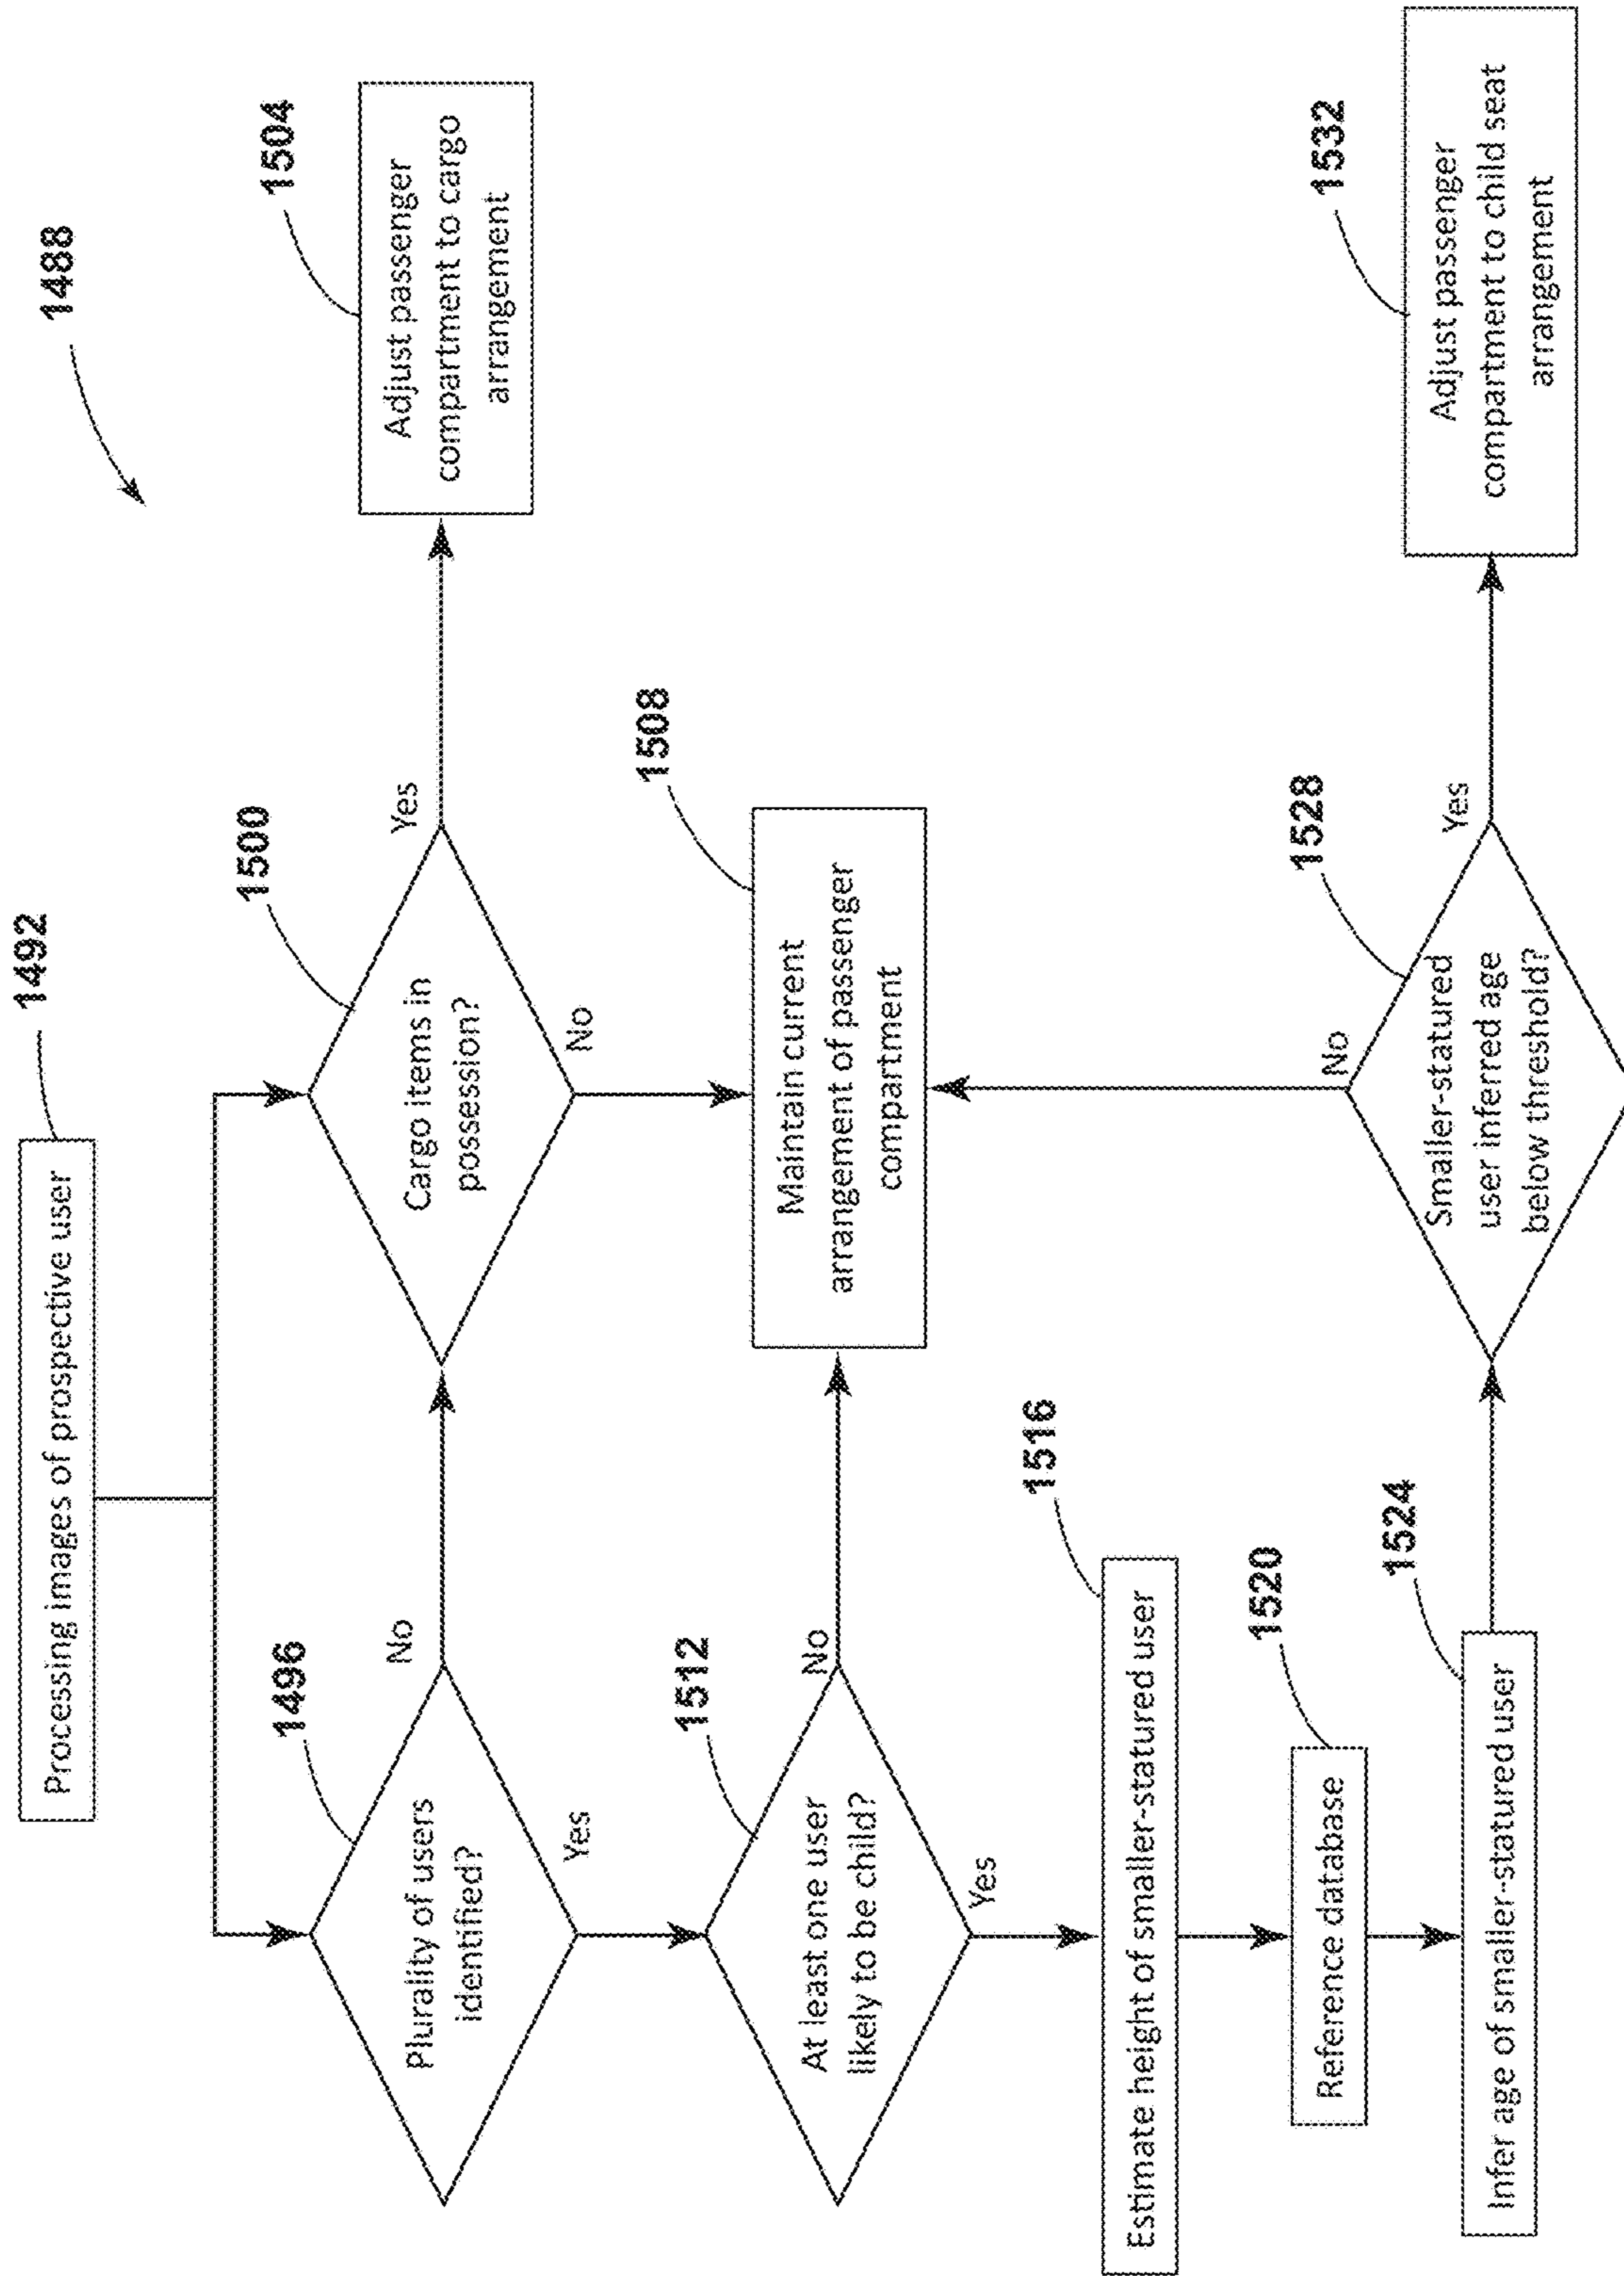 1488
1492
Processing images of prospective user
1496
Plurality of users
identified?
No
Yes
1500
Cargo items in
possession?
Yes
No
1504
Adjust passenger
compartment to cargo
arrangement
1508
Maintain current
arrangement of passenger
compartment
1512
At least one user
likely to be child?
No
Yes
1516
Estimate height of smaller-statured user
1520
Reference database
1524
Infer age of smaller-statured user
1528
Smaller-statured
user inferred age
below threshold?
No
Yes
1532
Adjust passenger
compartment to child seat
arrangement